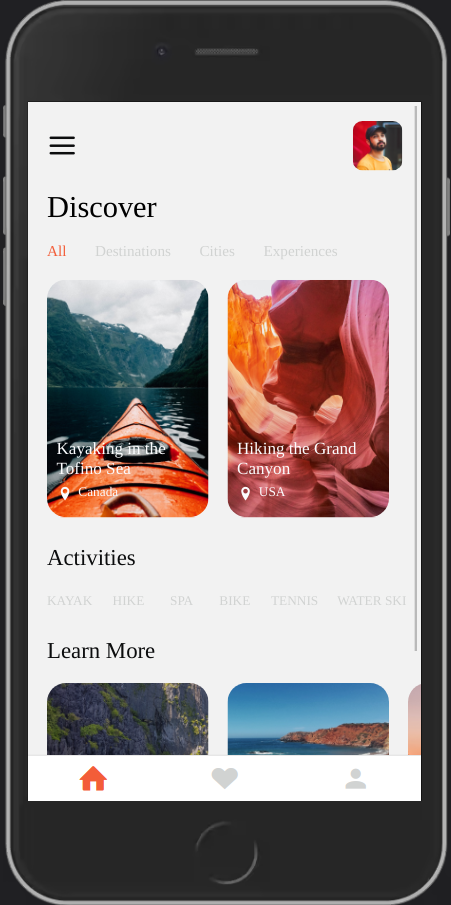 Discover
All Destinations Cities Experiences
Kayaking in the
Tofino Sea
Canada
Hiking the Grand
Canyon
USA
Activities
KAYAK HIKE SPA BIKE TENNIS WATER SKI
Learn More